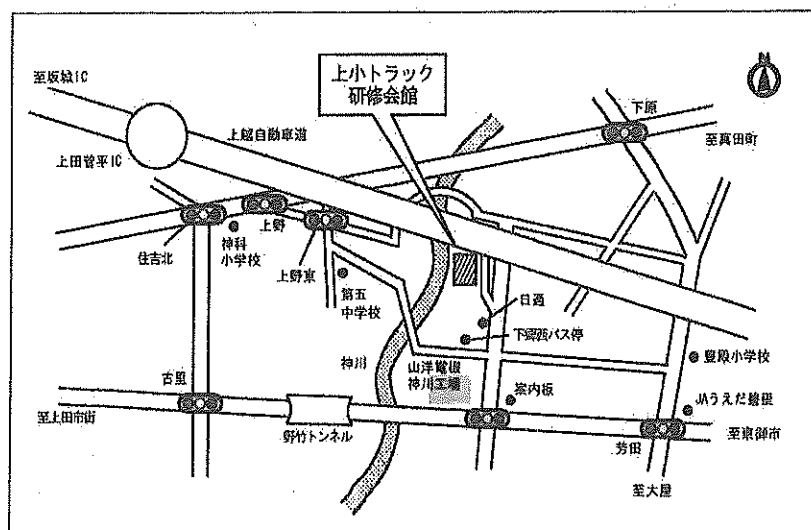 上小トラック
研修会館
至坂城IC
上田菅平IC
上越自動車道
下原
至真田町
住吉北
神科
小学校
上野
上野東
第五
中学校
日通
下郷西バス停
神川
山洋電機
神川工場
案内板
豊殿小学校
JAうえだ
古里
至上田市街
野竹トンネル
芳田
至東御市
至大屋